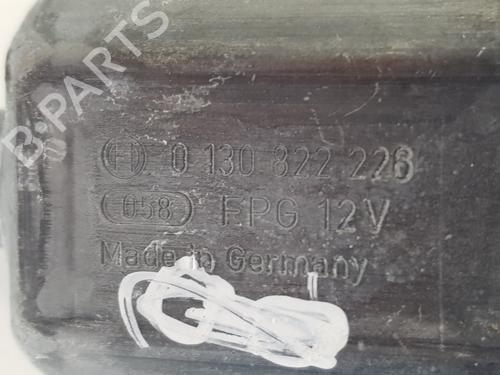 B-PARTS
0 130 822 226
058 FPG 12V
Made in Germany